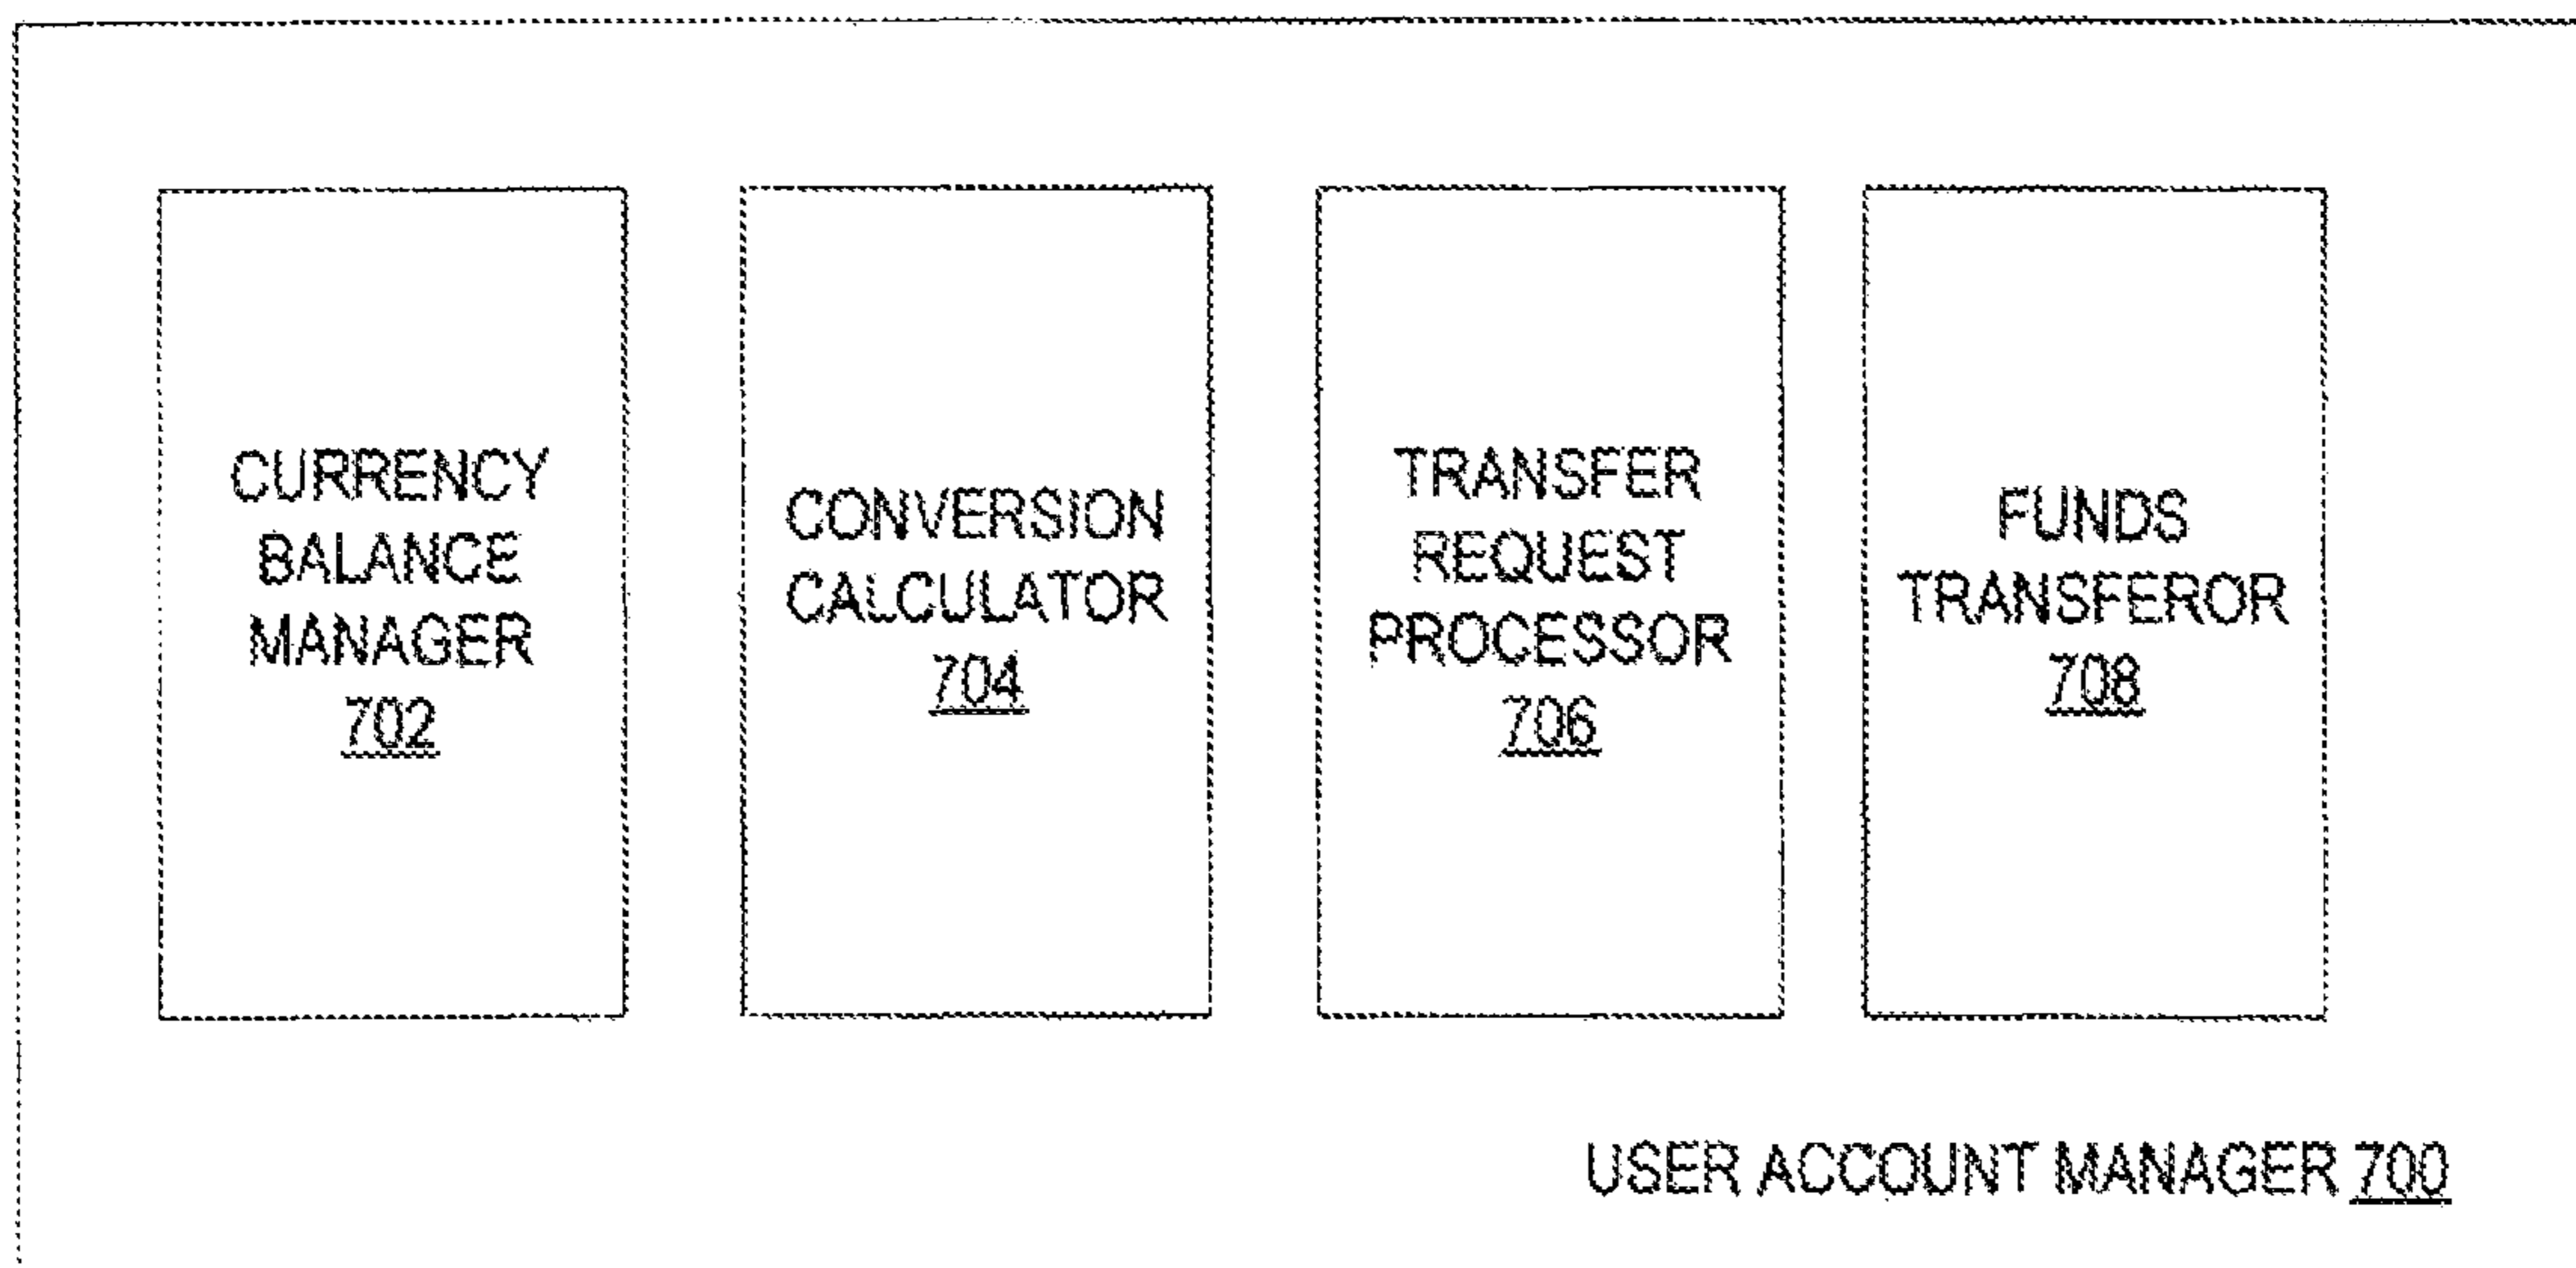 CURRENCY
BALANCE
MANAGER
702
CONVERSION
CALCULATOR
704
TRANSFER
REQUEST
PROCESSOR
706
FUNDS
TRANSFEROR
708
USER ACCOUNT MANAGER 700